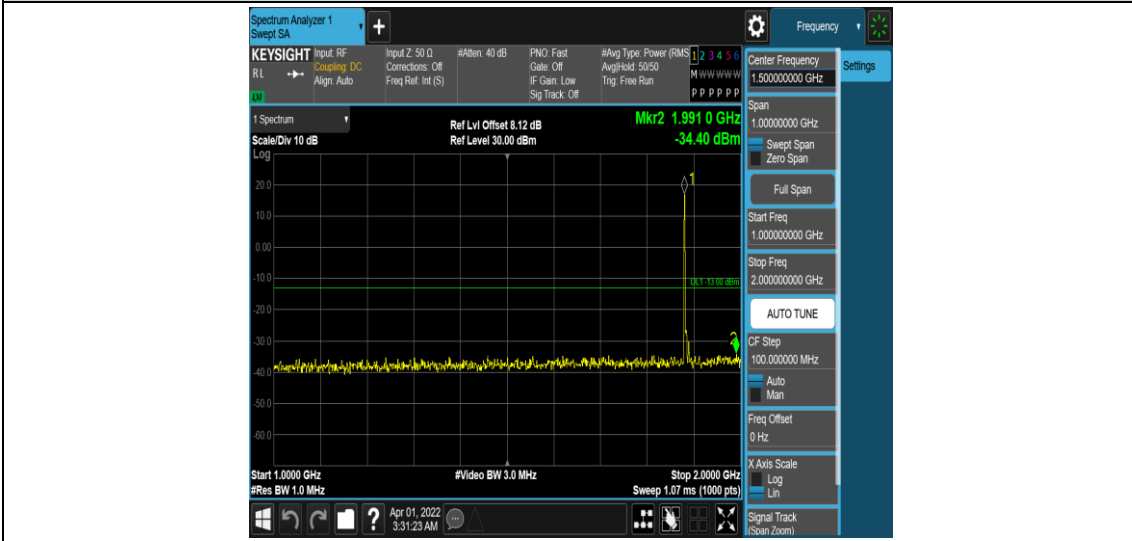 Spectrum Analyzer 1
Swept SA
+
Frequency
KEYSIGHT
RL
Input: RF
Coupling: DC
Align: Auto
Input Z: 50 Ω
Corrections: Off
Freq Ref: Int (S)
#Atten: 40 dB
PNO: Fast
Gate: Off
IF Gain: Low
Sig Track: Off
#Avg Type: Power (RMS
Avg|Hold: 50/50
Trig: Free Run
1 2 3 4 5 6
M W W W W W
P P P P P P
1 Spectrum
Scale/Div 10 dB
Log
Ref Lvl Offset 8.12 dB
Ref Level 30.00 dBm
Mkr2 1.991 0 GHz
-34.40 dBm
20.0
10.0
0.00
-10.0
-20.0
-30.0
-40.0
-50.0
-60.0
1
DL1 -13.00 dBm
2
Start 1.0000 GHz
#Res BW 1.0 MHz
#Video BW 3.0 MHz
Stop 2.0000 GHz
Sweep 1.07 ms (1000 pts)
?
Apr 01, 2022
3:31:23 AM
Center Frequency
1.500000000 GHz
Settings
Span
1.00000000 GHz
Swept Span
Zero Span
Full Span
Start Freq
1.000000000 GHz
Stop Freq
2.000000000 GHz
AUTO TUNE
CF Step
100.000000 MHz
Auto
Man
Freq Offset
0 Hz
X Axis Scale
Log
Lin
Signal Track
(Span Zoom)